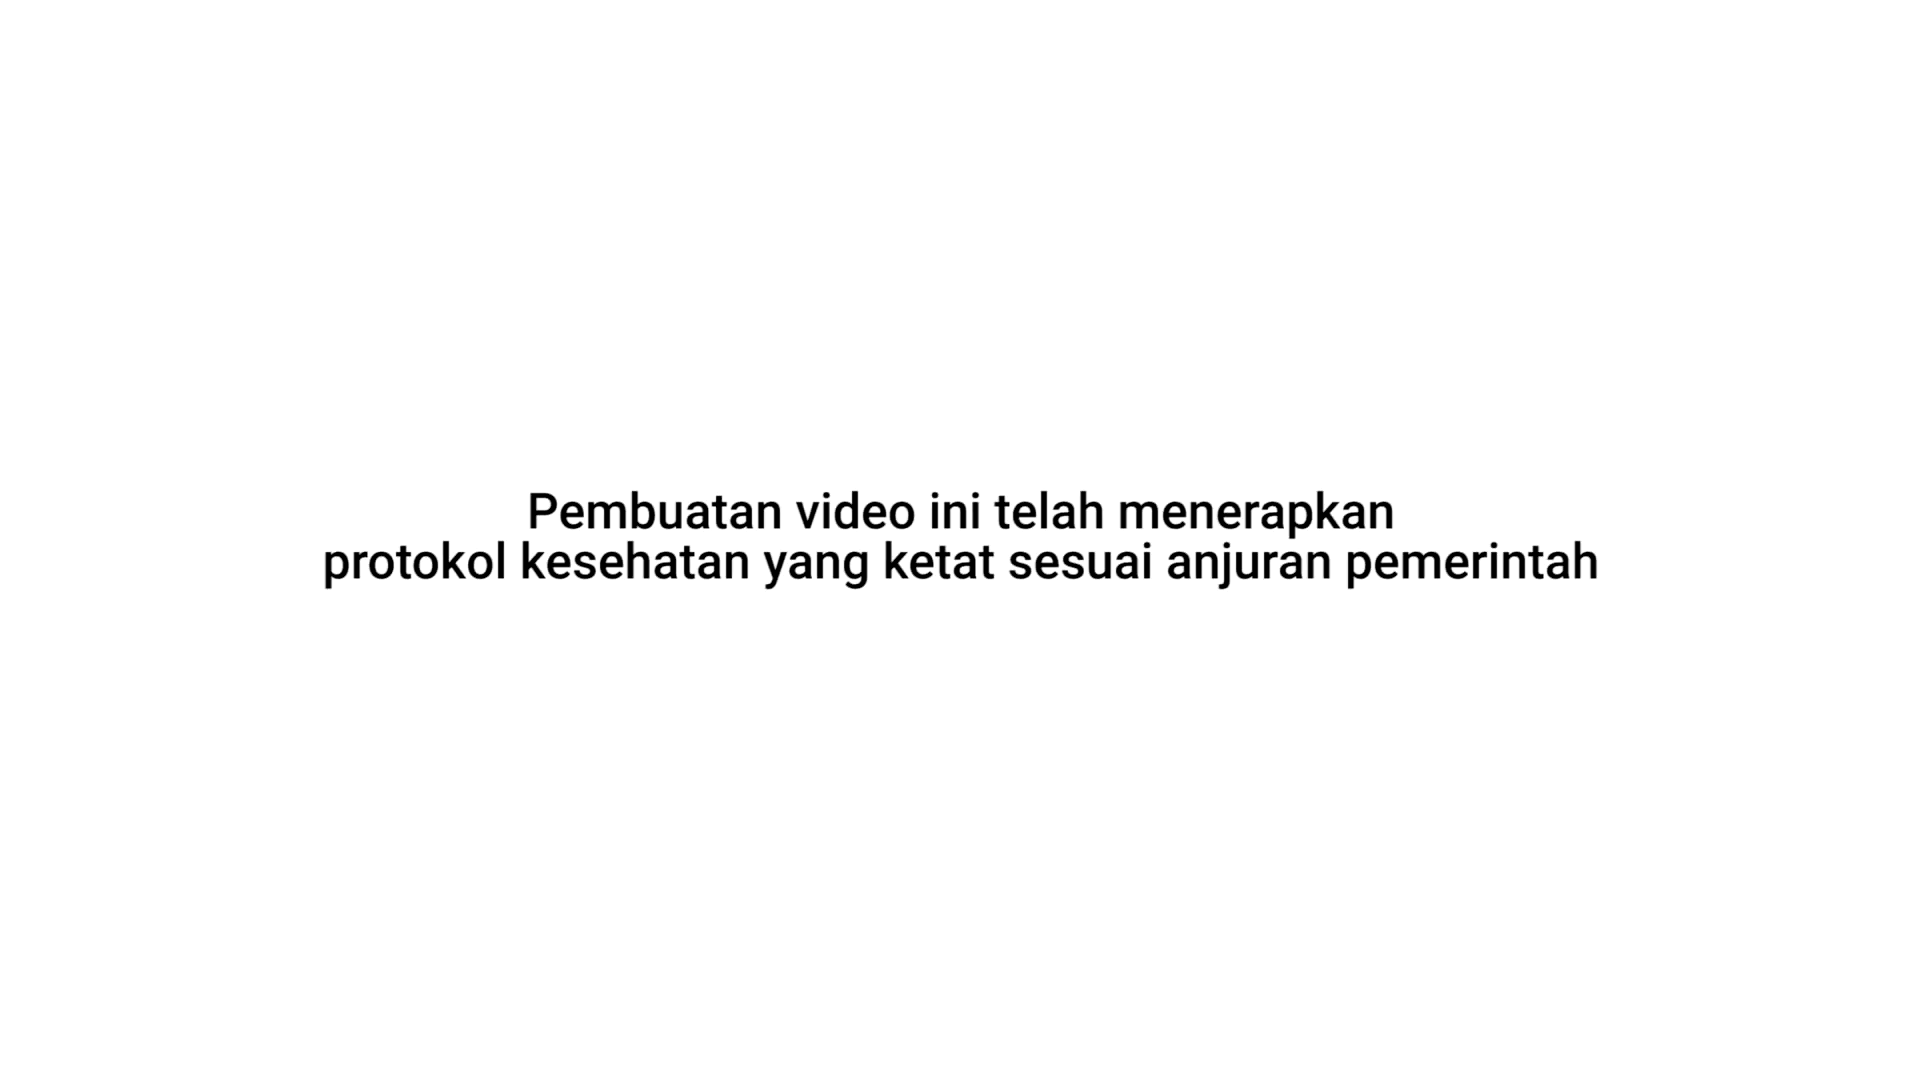 Pembuatan video ini telah menerapkan
protokol kesehatan yang ketat sesuai anjuran pemerintah